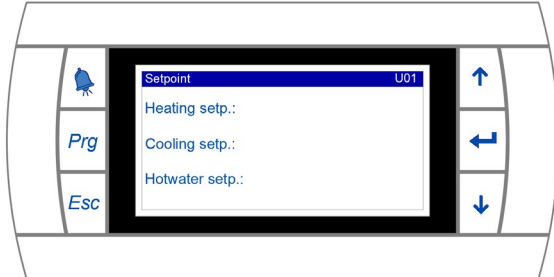 Setpoint U01
Heating setp.:
Prg
Cooling setp.:
Hotwater setp.:
Esc